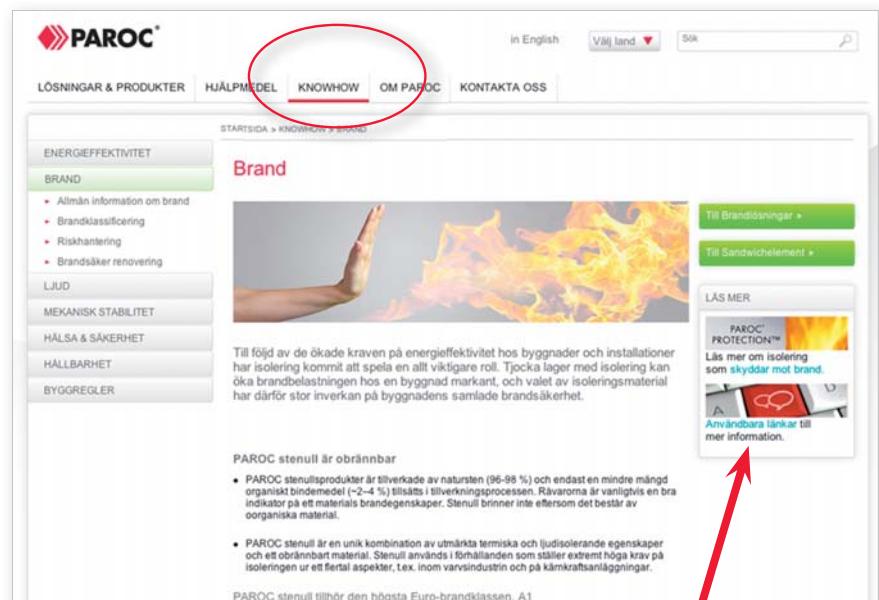 PAROC®
in English
Välj land
Sök
LÖSNINGAR & PRODUKTER HJÄLPMEDEL KNOWHOW OM PAROC KONTAKTA OSS
STARTSIDA > KNOWHOW > BRAND
ENERGIEFFEKTIVITET
BRAND
Allmän information om brand
Brandklassificering
Riskhantering
Brandsäker renovering
LJUD
MEKANISK STABILITET
HÄLSA & SÄKERHET
HÅLLBARHET
BYGGREGLER
Brand
Till följd av de ökade kraven på energieffektivitet hos byggnader och installationer
har isolering kommit att spela en allt viktigare roll. Tjocka lager med isolering kan
öka brandbelastningen hos en byggnad markant, och valet av isoleringsmaterial
har därför stor inverkan på byggnadens samlade brandsäkerhet.
PAROC stenull är obrännbar
• PAROC stenullsprodukter är tillverkade av natursten (96-98 %) och endast en mindre mängd
organiskt bindemedel (~2–4 %) tillsätts i tillverkningsprocessen. Råvarorna är vanligtvis en bra
indikator på ett materials brandegenskaper. Stenull brinner inte eftersom det består av
oorganiska material.
• PAROC stenull är en unik kombination av utmärkta termiska och ljudisolerande egenskaper
och ett obrännbart material. Stenull används i förhållanden som ställer extremt höga krav på
isoleringen ur ett flertal aspekter, t.ex. inom varvsindustrin och på kärnkraftsanläggningar.
PAROC stenull tillhör den högsta Euro-brandklassen, A1
Till Brandlösningar »
Till Sandwichelement »
LÄS MER
PAROC®
PROTECTION™
Läs mer om isolering
som skyddar mot brand.
A
D
Användbara länkar till
mer information.